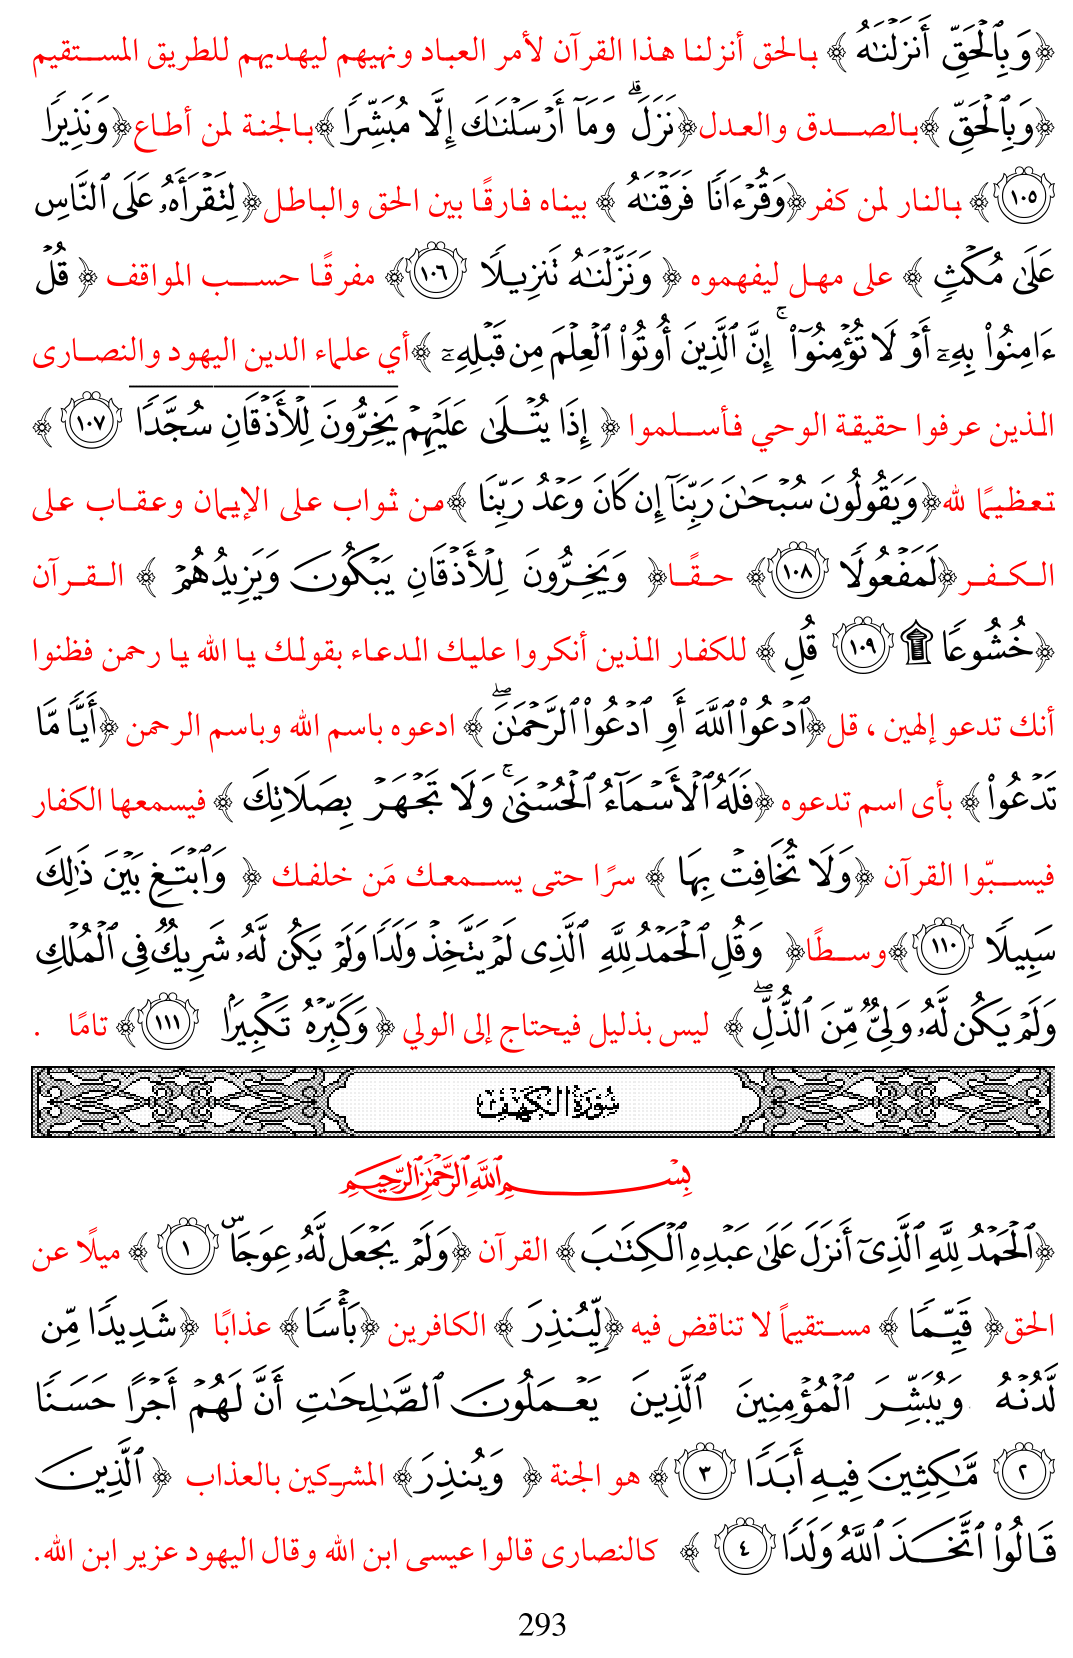 ﴿وَبِٱلۡحَقِّ أَنزَلۡنَٰهُ ﴾ بالحق أنزلنا هذا القرآن لأمر العباد ونهيهم ليهديهم للطريق المستقيم
﴿وَبِٱلۡحَقِّ ﴾بالصدق والعدل﴿نَزَلَۗ وَمَآ أَرۡسَلۡنَٰكَ إِلَّا مُبَشِّرٗا ﴾بالجنة لمن أطاع﴿وَنَذِيرٗا
١٠٥﴾ بالنار لمن كفر﴿وَقُرۡءَانٗا فَرَقۡنَٰهُ ﴾ بيناه فارقًا بين الحق والباطل﴿لِتَقۡرَأَهُۥ عَلَى ٱلنَّاسِ
عَلَىٰ مُكۡثٖ ﴾ على مهل ليفهموه ﴿ وَنَزَّلۡنَٰهُ تَنزِيلٗا ١٠٦﴾ مفرقًا حسب المواقف ﴿ قُلۡ
ءَامِنُواْ بِهِۦٓ أَوۡ لَا تُؤۡمِنُوٓاْۚ إِنَّ ٱلَّذِينَ أُوتُواْ ٱلۡعِلۡمَ مِن قَبۡلِهِۦٓ ﴾أي علماء الدين اليهود والنصارى
الذين عرفوا حقيقة الوحي فأسلموا ﴿ إِذَا يُتۡلَىٰ عَلَيۡهِمۡ يَخِرُّونَ لِلۡأَذۡقَانِ سُجَّدٗا ١٠٧ ﴾
تعظيمًا لله﴿وَيَقُولُونَ سُبۡحَٰنَ رَبِّنَآ إِن كَانَ وَعۡدُ رَبِّنَا ﴾من ثواب على الإيمان وعقاب على
الكفر﴿لَمَفۡعُولٗا ١٠٨﴾ حقًا﴿ وَيَخِرُّونَ لِلۡأَذۡقَانِ يَبۡكُونَ وَيَزِيدُهُمۡ ﴾ القرآن
﴿خُشُوعٗا۩ ١٠٩ قُلِ ﴾ للكفار الذين أنكروا عليك الدعاء بقولك يا الله يا رحمن فظنوا
أنك تدعو إلهين ، قل﴿ٱدۡعُواْ ٱللَّهَ أَوِ ٱدۡعُواْ ٱلرَّحۡمَٰنَۖ ﴾ ادعوه باسم الله وباسم الرحمن ﴿أَيّٗا مَّا
تَدۡعُواْ ﴾ بأى اسم تدعوه ﴿فَلَهُ ٱلۡأَسۡمَآءُ ٱلۡحُسۡنَىٰۚ وَلَا تَجۡهَرۡ بِصَلَاتِكَ ﴾ فيسمعها الكفار
فيسبّوا القرآن ﴿وَلَا تُخَافِتۡ بِهَا ﴾ سرًا حتى يسمعك مَن خلفك ﴿ وَٱبۡتَغِ بَيۡنَ ذَٰلِكَ
سَبِيلٗا ١١٠﴾وسطًا﴿ وَقُلِ ٱلۡحَمۡدُ لِلَّهِ ٱلَّذِى لَمۡ يَتَّخِذۡ وَلَدٗا وَلَمۡ يَكُن لَّهُۥ شَرِيكٞ فِى ٱلۡمُلۡكِ
وَلَمۡ يَكُن لَّهُۥ وَلِىّٞ مِّنَ ٱلذُّلِّۖ ﴾ ليس بذليل فيحتاج إلى الولي ﴿وَكَبِّرۡهُ تَكۡبِيرَۢا ١١١﴾ تامًا .
سُورَةُ الكَهْفِ
بِسۡمِ ٱللَّهِ ٱلرَّحۡمَٰنِ ٱلرَّحِيمِ
﴿ٱلۡحَمۡدُ لِلَّهِ ٱلَّذِىٓ أَنزَلَ عَلَىٰ عَبۡدِهِ ٱلۡكِتَٰبَ﴾ القرآن ﴿وَلَمۡ يَجۡعَل لَّهُۥ عِوَجَاۜ ١ ﴾ ميلًا عن
الحق﴿ قَيِّمٗا ﴾ مستقيماً لا تناقض فيه ﴿لِّيُنذِرَ ﴾ الكافرين ﴿بَأۡسٗا﴾ عذابًا ﴿شَدِيدٗا مِّن
لَّدُنۡهُ وَيُبَشِّرَ ٱلۡمُؤۡمِنِينَ ٱلَّذِينَ يَعۡمَلُونَ ٱلصَّٰلِحَٰتِ أَنَّ لَهُمۡ أَجۡرًا حَسَنٗا
٢ مَّٰكِثِينَ فِيهِ أَبَدٗا ٣﴾ هو الجنة ﴿ وَيُنذِرَ﴾ المشركين بالعذاب ﴿ ٱلَّذِينَ
قَالُواْ ٱتَّخَذَ ٱللَّهُ وَلَدٗا ٤ ﴾ كالنصارى قالوا عيسى ابن الله وقال اليهود عزير ابن الله.
293